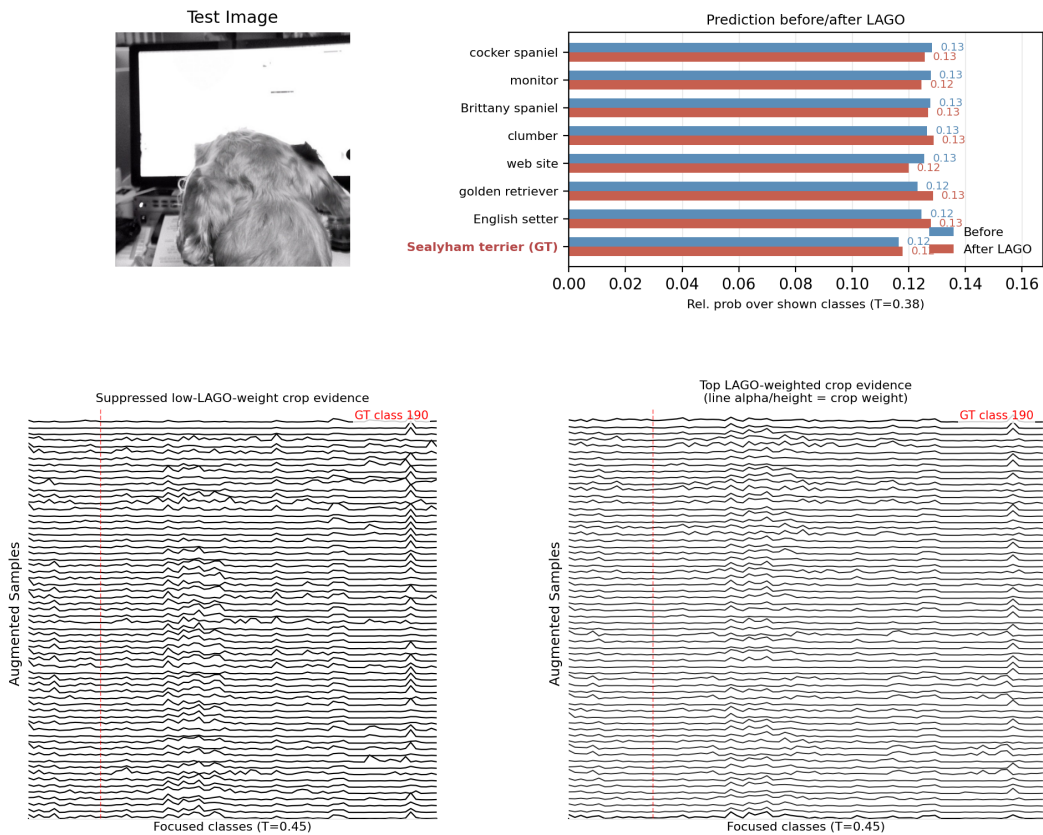 Test Image
Prediction before/after LAGO
cocker spaniel
0.13
0.13
monitor
0.13
0.12
Brittany spaniel
0.13
0.13
clumber
0.13
0.13
web site
0.13
0.12
golden retriever
0.12
0.13
English setter
0.12
0.13
Sealyham terrier (GT)
0.12
Before
After LAGO
0.00 0.02 0.04 0.06 0.08 0.10 0.12 0.14 0.16
Rel. prob over shown classes (T=0.38)
Suppressed low-LAGO-weight crop evidence
GT class 190
Augmented Samples
Focused classes (T=0.45)
Top LAGO-weighted crop evidence
(line alpha/height = crop weight)
GT class 190
Augmented Samples
Focused classes (T=0.45)